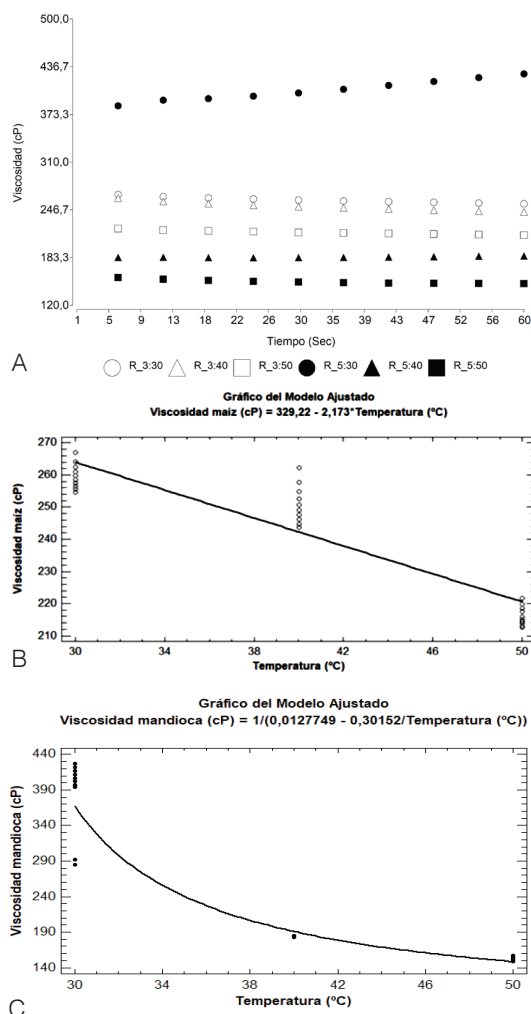 500,0
436,7
373,3
310,0
246,7
183,3
120,0
Viscosidad (cP)
1 5 9 13 18 22 26 30 34 39 43 47 51 56 60
Tiempo (Sec)
A
R_3:30 R_3:40 R_3:50 R_5:30 R_5:40 R_5:50
Gráfico del Modelo Ajustado
Viscosidad maíz (cP) = 329,22 - 2,173*Temperatura (ºC)
270
260
250
240
230
220
210
Viscosidad maíz (cP)
30 34 38 42 46 50
Temperatura (ºC)
B
Gráfico del Modelo Ajustado
Viscosidad mandioca (cP) = 1/(0,0127749 - 0,30152/Temperatura (ºC))
440
390
340
290
240
190
140
Viscosidad mandioca (cP)
30 34 38 42 46 50
Temperatura (ºC)
C